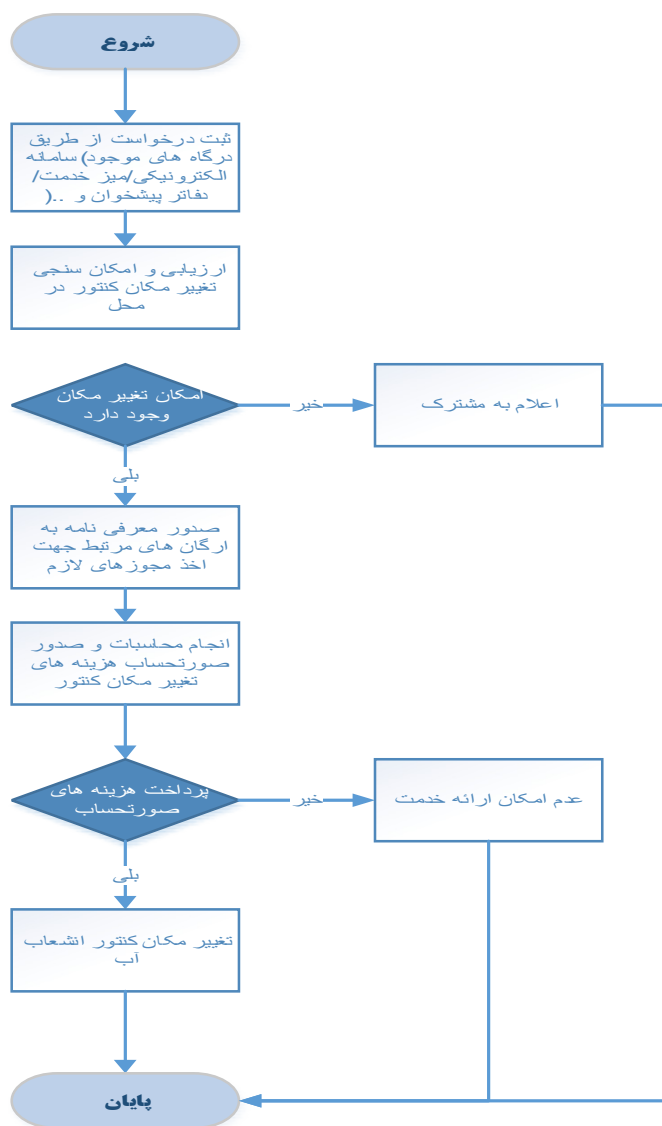 شروع
ثبت درخواست از طریق
درگاه های موجود)سامانه
الکترونیکی/میز خدمت/
دفاتر پیشخوان و ..(
ارزیابی و امکان سنجی
تغییر مکان کنتور در
محل
امکان تغییر مکان
وجود دارد
خیر
اعلام به مشترک
بلی
صدور معرفی نامه به
ارگان های مرتبط جهت
اخذ مجوزهای لازم
انجام محاسبات و صدور
صورتحساب هزینه های
تغییر مکان کنتور
پرداخت هزینه های
صورتحساب
خیر
عدم امکان ارائه خدمت
بلی
تغییر مکان کنتور انشعاب
آب
پایان